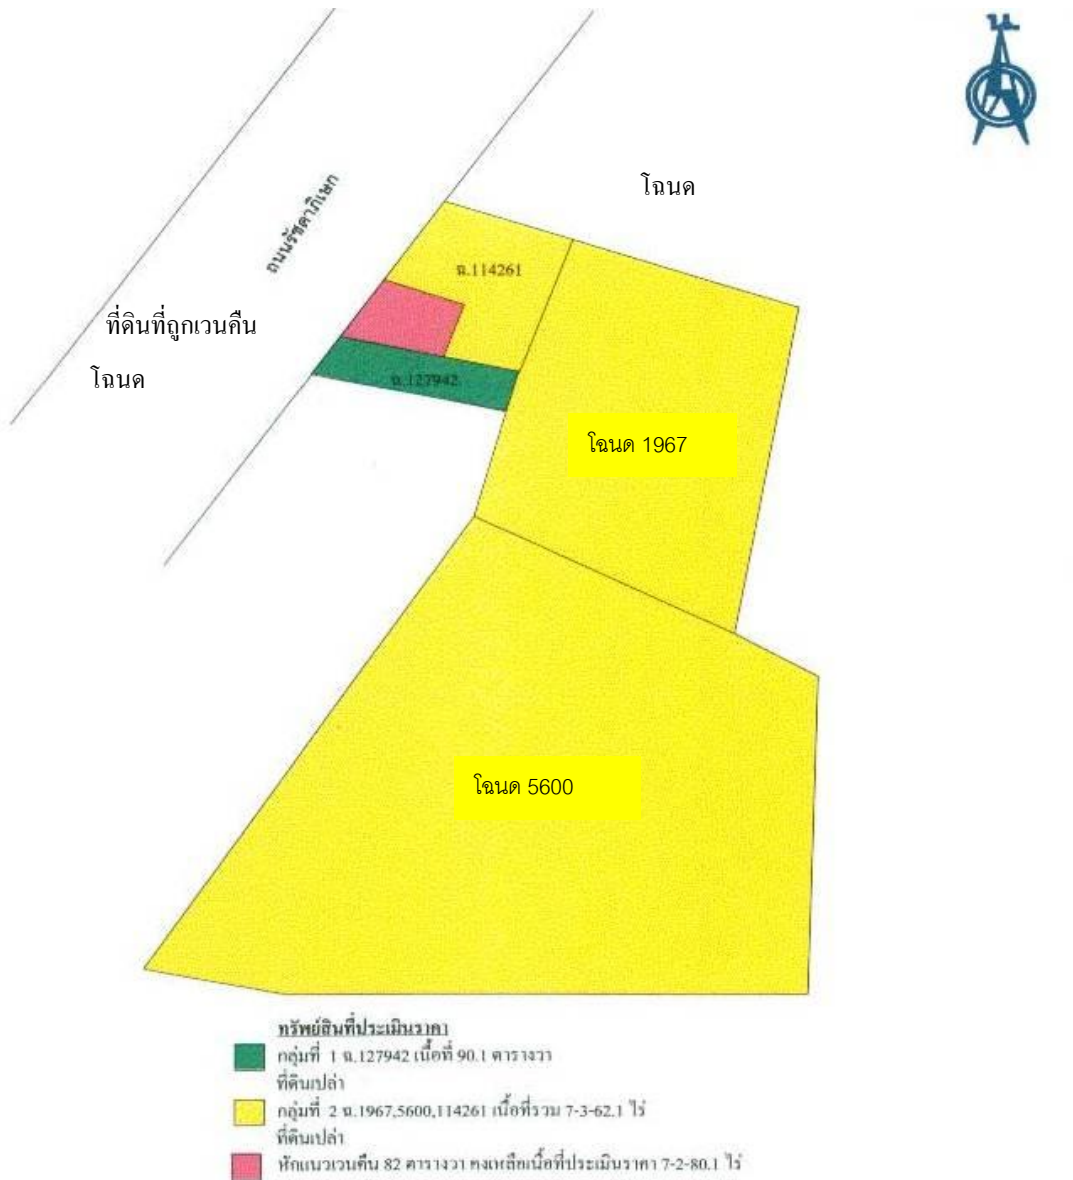 น.
โฉนด
ถนนรัชดาภิเษก
ฉ.114261
ที่ดินที่ถูกเวนคืน
โฉนด
ฉ.127942
โฉนด 1967
โฉนด 5600
ทรัพย์สินที่ประเมินราคา
กลุ่มที่ 1 ฉ.127942 เนื้อที่ 90.1 ตารางวา
ที่ดินเปล่า
กลุ่มที่ 2 ฉ.1967,5600,114261 เนื้อที่รวม 7-3-62.1 ไร่
ที่ดินเปล่า
หักแนวเวนคืน 82 ตารางวา คงเหลือเนื้อที่ประเมินราคา 7-2-80.1 ไร่